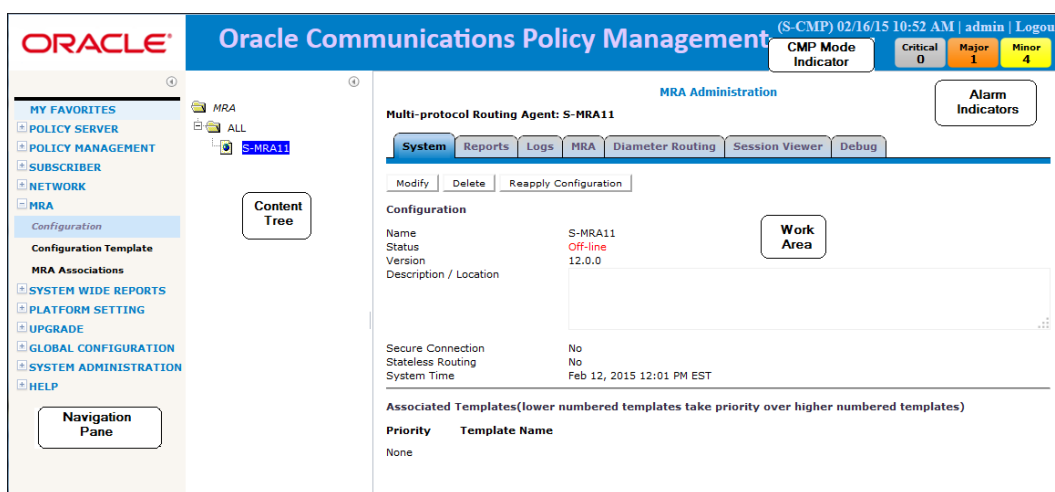 ORACLE®
Oracle Communications Policy Management
(S-CMP) 02/16/15 10:52 AM | admin | Logou
CMP Mode
Indicator
Critical
0
Major
1
Minor
4
Alarm
Indicators
MY FAVORITES
POLICY SERVER
POLICY MANAGEMENT
SUBSCRIBER
NETWORK
MRA
Configuration
Configuration Template
MRA Associations
SYSTEM WIDE REPORTS
PLATFORM SETTING
UPGRADE
GLOBAL CONFIGURATION
SYSTEM ADMINISTRATION
HELP
Navigation
Pane
MRA
ALL
S-MRA11
Content
Tree
MRA Administration
Multi-protocol Routing Agent: S-MRA11
System Reports Logs MRA Diameter Routing Session Viewer Debug
Modify Delete Reapply Configuration
Configuration
Name S-MRA11
Status Off-line
Version 12.0.0
Description / Location
Work
Area
Secure Connection No
Stateless Routing No
System Time Feb 12, 2015 12:01 PM EST
Associated Templates(lower numbered templates take priority over higher numbered templates)
Priority Template Name
None